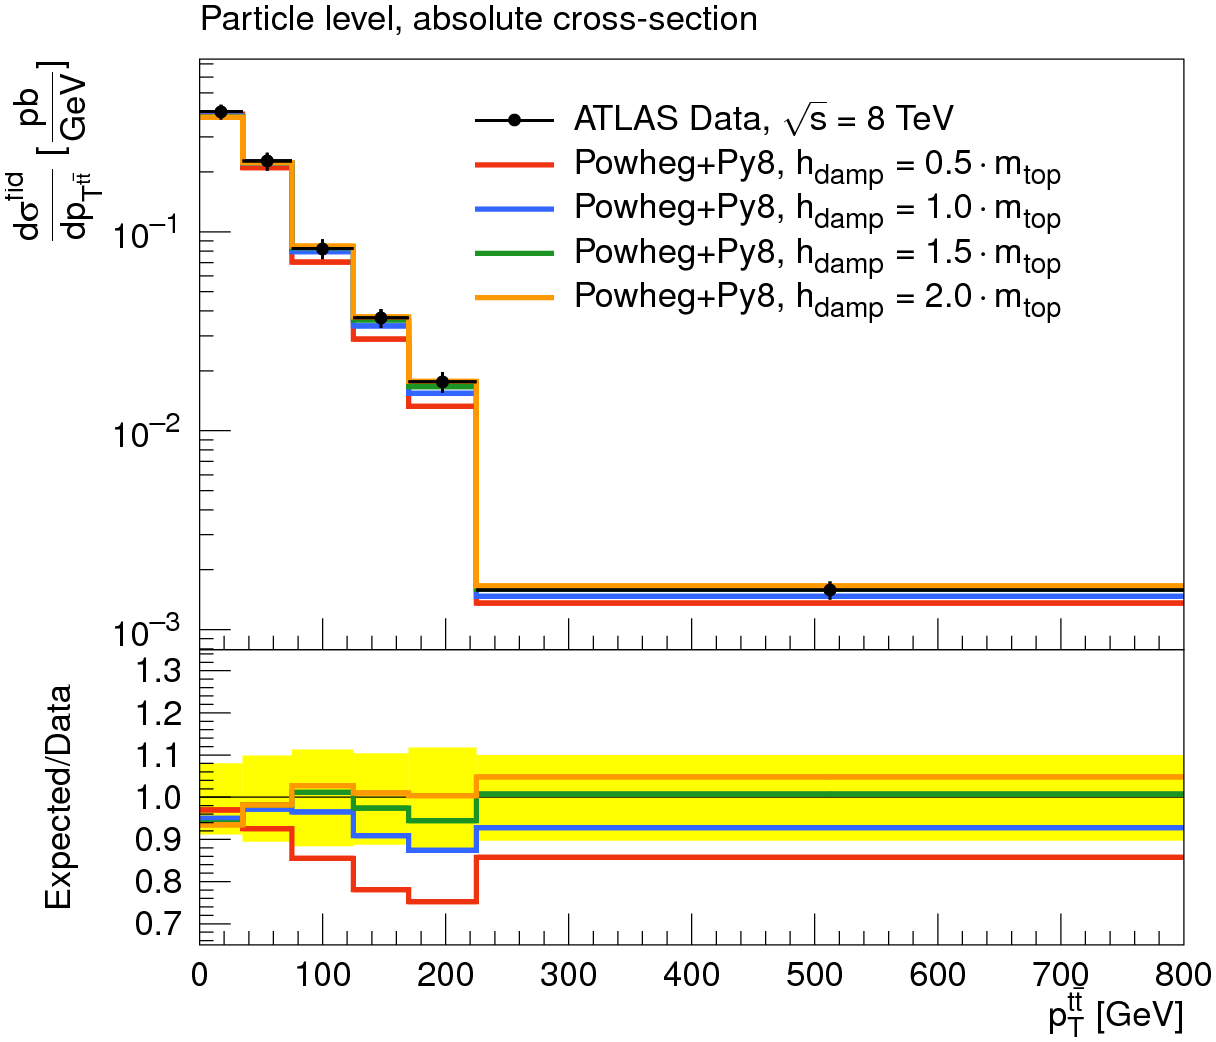 Particle level, absolute cross-section
dσ^fid / dp_T^tt̄ [pb / GeV]
ATLAS Data, √s = 8 TeV
Powheg+Py8, h_damp = 0.5 · m_top
Powheg+Py8, h_damp = 1.0 · m_top
Powheg+Py8, h_damp = 1.5 · m_top
Powheg+Py8, h_damp = 2.0 · m_top
10^−1
10^−2
10^−3
Expected/Data
1.3
1.2
1.1
1.0
0.9
0.8
0.7
0 100 200 300 400 500 600 700 800
p_T^tt̄ [GeV]